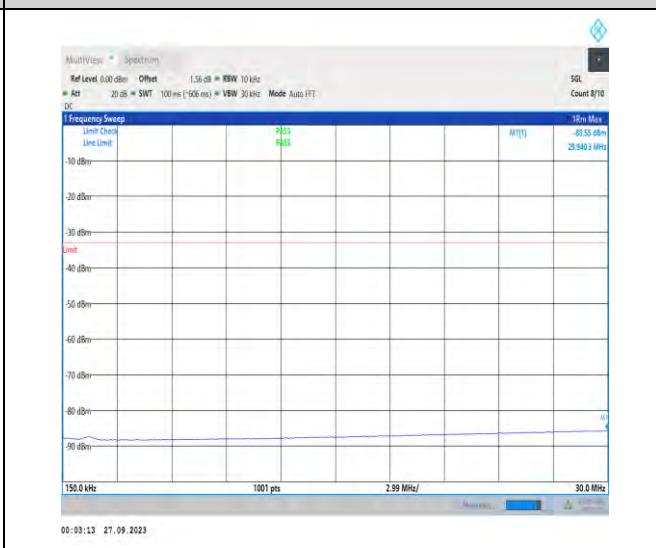 MultiView Spectrum
Ref Level 0.00 dBm Offset 1.56 dB RBW 10 kHz SGL
Att 20 dB SWT 100 ms (~606 ms) VBW 30 kHz Mode Auto FFT Count 8/10
DC
1 Frequency Sweep 1Rm Max
Limit Check PASS M1[1] -85.55 dBm
Line Limit PASS 29.9403 MHz
-10 dBm
-20 dBm
-30 dBm
Limit
-40 dBm
-50 dBm
-60 dBm
-70 dBm
-80 dBm
M1
-90 dBm
150.0 kHz 1001 pts 2.99 MHz/ 30.0 MHz
00:03:13 27.09.2023